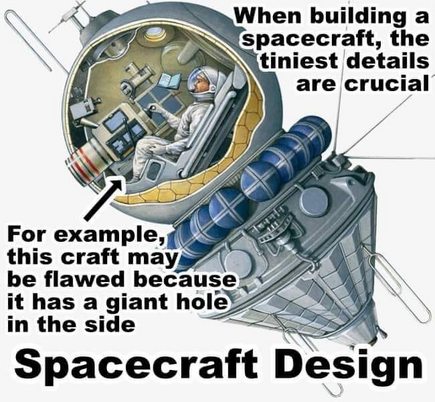 When building a
spacecraft, the
tiniest details
are crucial
For example,
this craft may
be flawed because
it has a giant hole
in the side
Spacecraft Design